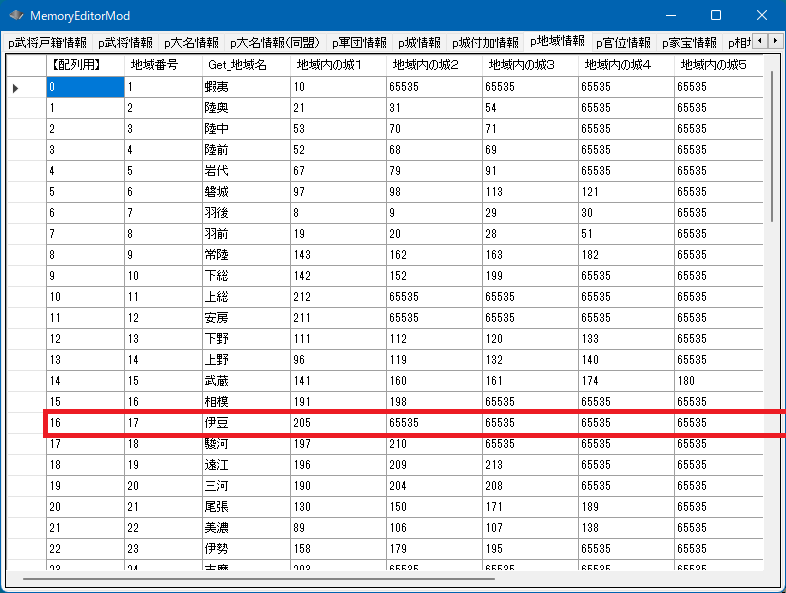 MemoryEditorMod
p武将戸籍情報 p武将情報 p大名情報 p大名情報(同盟) p軍団情報 p城情報 p城付加情報 p地域情報 p官位情報 p家宝情報
【配列用】 地域番号 Get_地域名 地域内の城1 地域内の城2 地域内の城3 地域内の城4 地域内の城5
0 1 蝦夷 10 65535 65535 65535 65535
1 2 陸奥 21 31 54 65535 65535
2 3 陸中 53 70 71 65535 65535
3 4 陸前 52 68 69 65535 65535
4 5 岩代 67 79 91 65535 65535
5 6 磐城 97 98 113 121 65535
6 7 羽後 8 9 29 30 65535
7 8 羽前 19 20 28 51 65535
8 9 常陸 143 162 163 182 65535
9 10 下総 142 152 199 65535 65535
10 11 上総 212 65535 65535 65535 65535
11 12 安房 211 65535 65535 65535 65535
12 13 下野 111 112 120 133 65535
13 14 上野 96 119 132 140 65535
14 15 武蔵 141 160 161 174 180
15 16 相模 191 198 65535 65535 65535
16 17 伊豆 205 65535 65535 65535 65535
17 18 駿河 197 210 65535 65535 65535
18 19 遠江 196 209 213 65535 65535
19 20 三河 190 204 208 65535 65535
20 21 尾張 130 150 171 189 65535
21 22 美濃 89 106 107 138 65535
22 23 伊勢 158 179 195 65535 65535
23 24 志摩 203 65535 65535 65535 65535